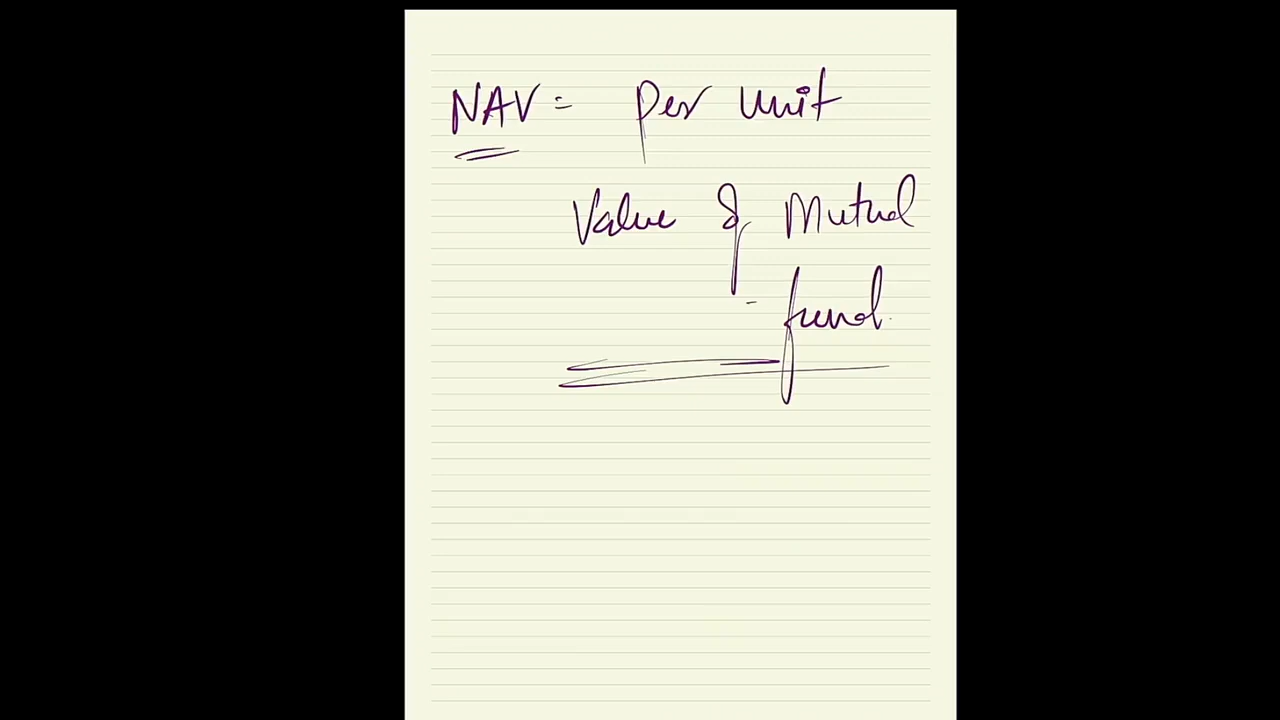 NAV = per unit
Value of Mutual
fund.